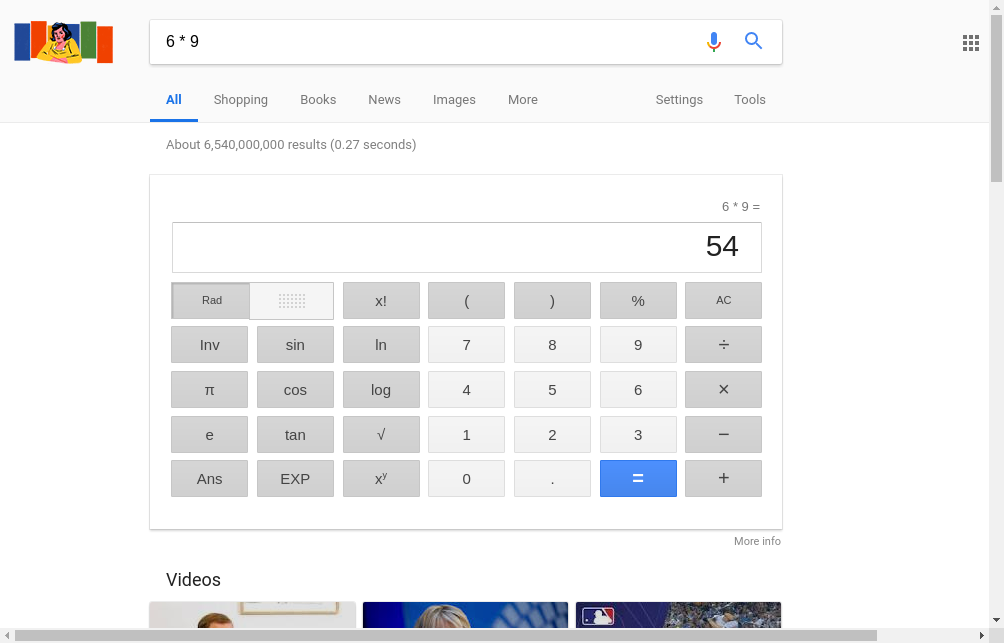 6 * 9
All Shopping Books News Images More Settings Tools
About 6,540,000,000 results (0.27 seconds)
6 * 9 =
54
Rad x! ( ) % AC
Inv sin ln 7 8 9 ÷
π cos log 4 5 6 ×
e tan √ 1 2 3 −
Ans EXP xʸ 0 . = +
More info
Videos